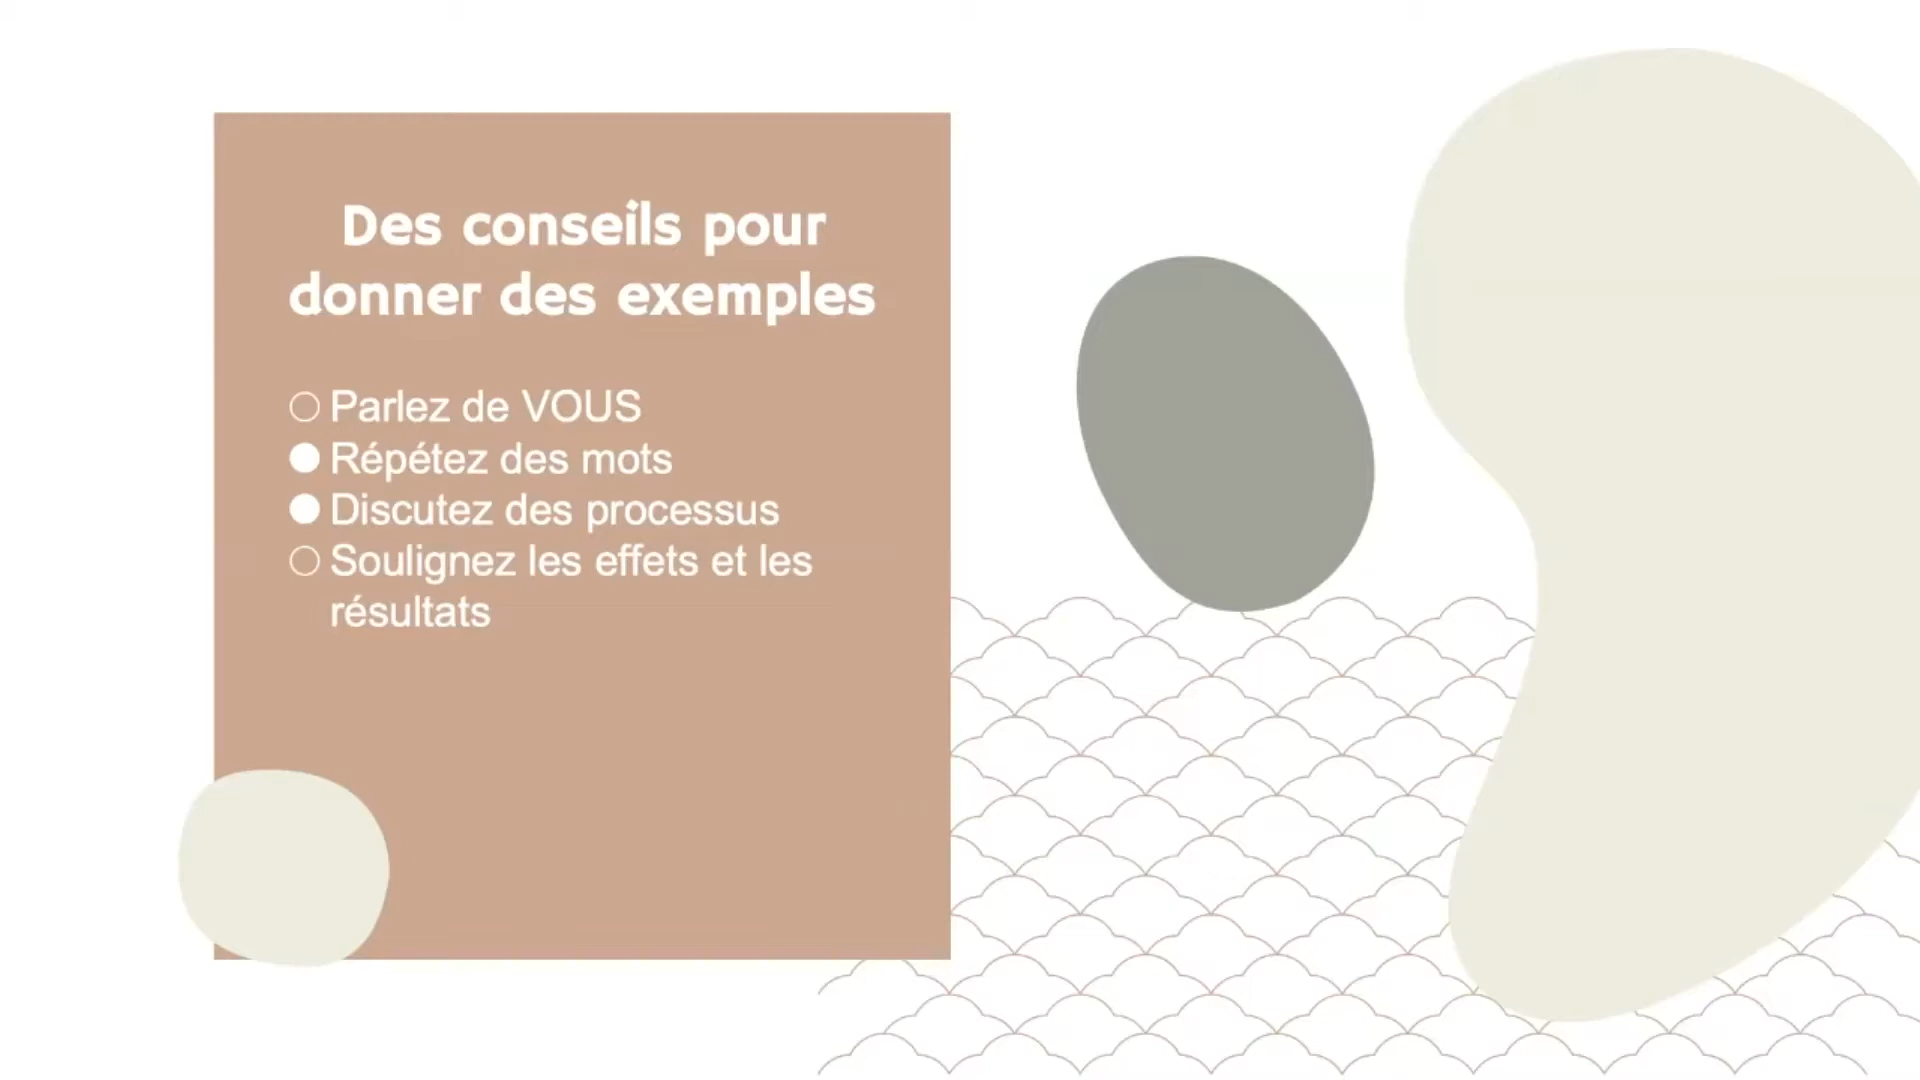 Des conseils pour
donner des exemples
○ Parlez de VOUS
● Répétez des mots
● Discutez des processus
○ Soulignez les effets et les
résultats